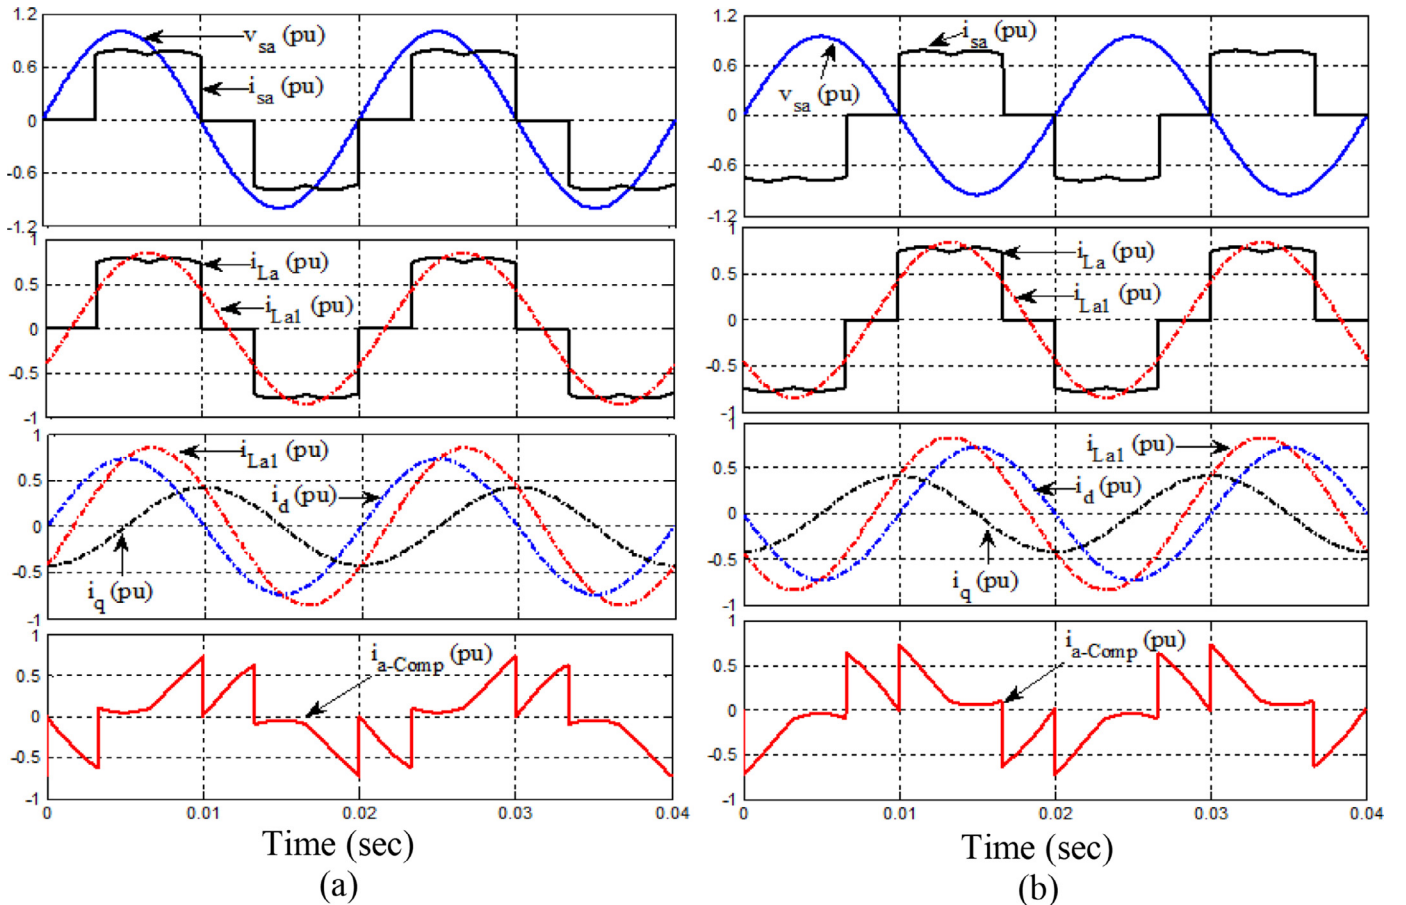 1.2
v_sa (pu)
0.6
i_sa (pu)
0
-0.6
-1.2
1
i_La (pu)
0.5
i_La1 (pu)
0
-0.5
-1
1
i_La1 (pu)
0.5
i_d (pu)
0
-0.5
i_q (pu)
-1
1
i_a-Comp (pu)
0.5
0
-0.5
-1
0 0.01 0.02 0.03 0.04
Time (sec)
(a)
1.2
i_sa (pu)
0.6
v_sa (pu)
0
-0.6
-1.2
1
i_La (pu)
0.5
i_La1 (pu)
0
-0.5
-1
1
i_La1 (pu)
0.5
i_d (pu)
0
-0.5
i_q (pu)
-1
1
i_a-Comp (pu)
0.5
0
-0.5
-1
0 0.01 0.02 0.03 0.04
Time (sec)
(b)